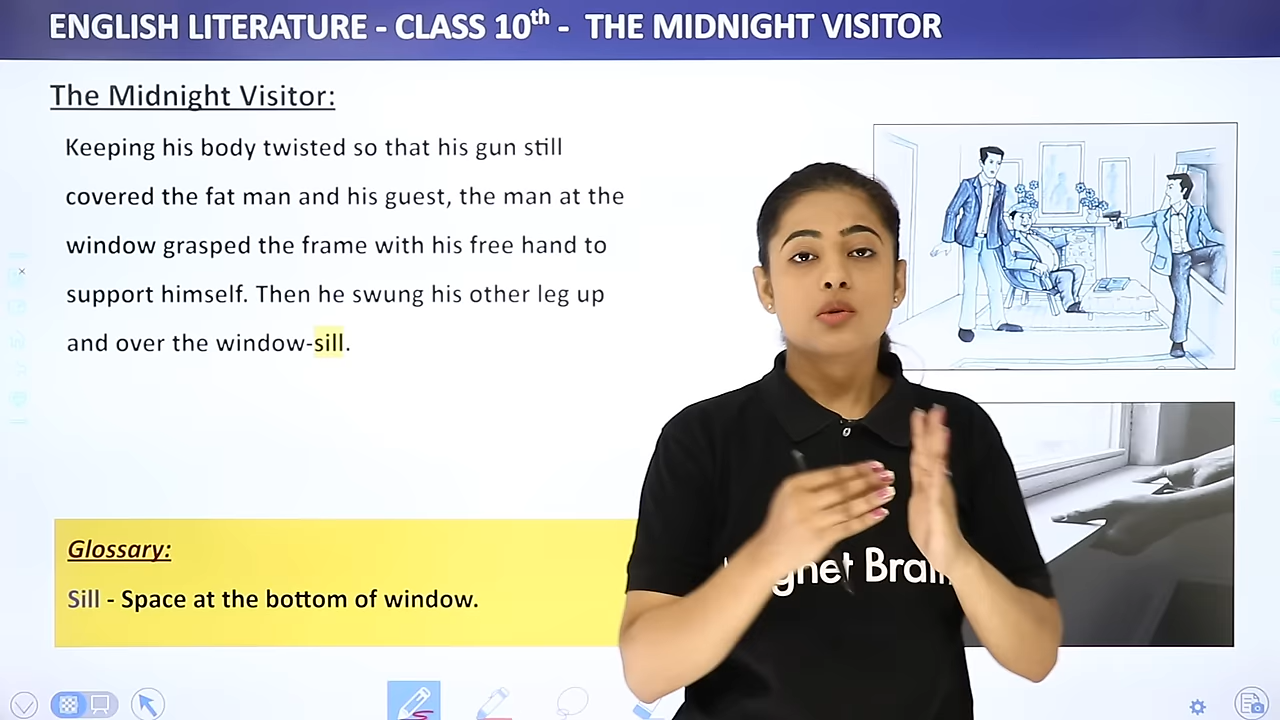 ENGLISH LITERATURE - CLASS 10th - THE MIDNIGHT VISITOR
The Midnight Visitor:
Keeping his body twisted so that his gun still
covered the fat man and his guest, the man at the
window grasped the frame with his free hand to
support himself. Then he swung his other leg up
and over the window-sill.
Glossary:
Sill - Space at the bottom of window.